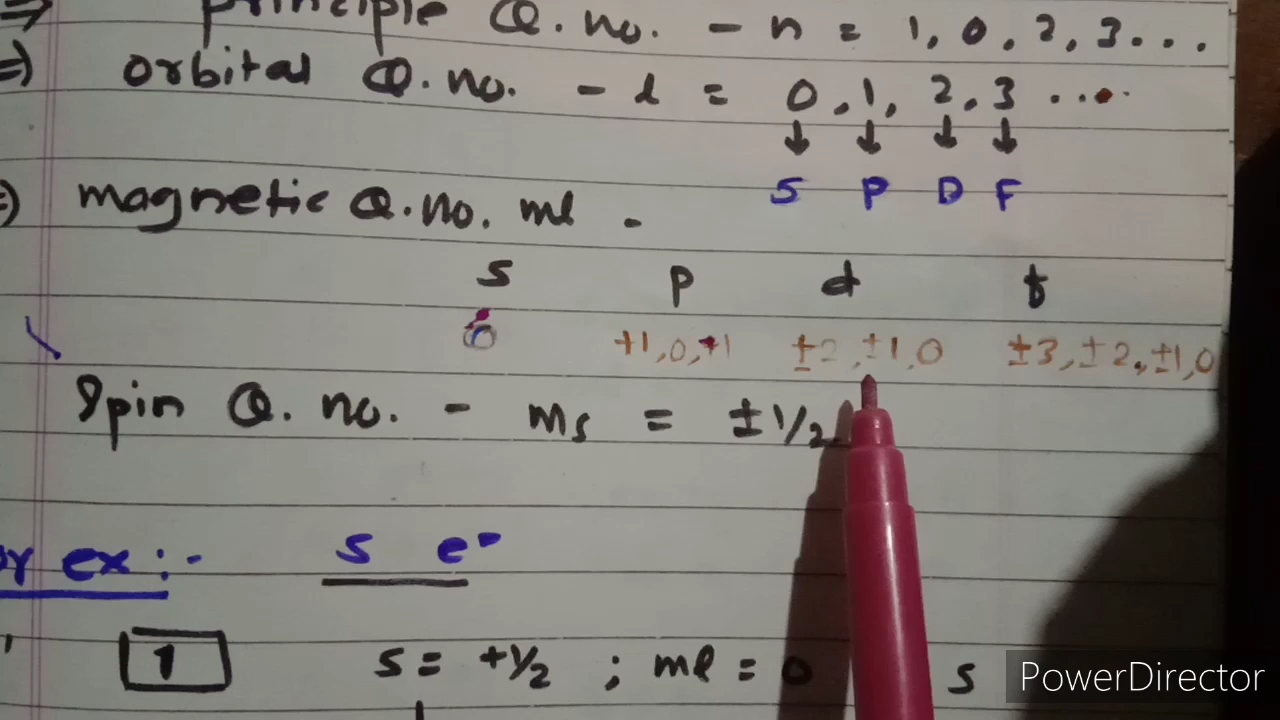 ⇒ principle Q.no. - n = 1, 0, 2, 3...
⇒) orbital Q.no. - l = 0, 1, 2, 3 ...
↓ ↓ ↓ ↓
S P D F
⇒) magnetic Q.no. ml -
s p d f
0 +1,0,+1 ±2,±1,0 ±3,±2,±1,0
Spin Q. no. - ms = ±1/2
or ex:- S e-
1 s = +1/2 ; ml = 0 s
PowerDirector